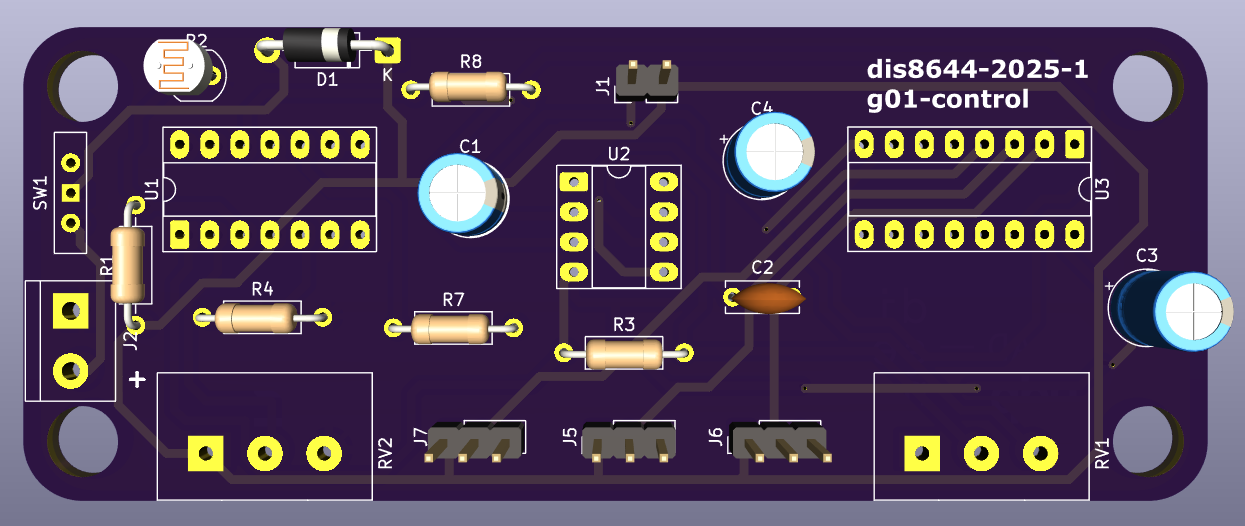 R2
D1
K
R8
J1
dis8644-2025-1
g01-control
C4
+
SW1
U1
C1
U2
U3
R1
J2
+
R4
R7
R3
C2
C3
+
RV2
J7
J5
J6
RV1